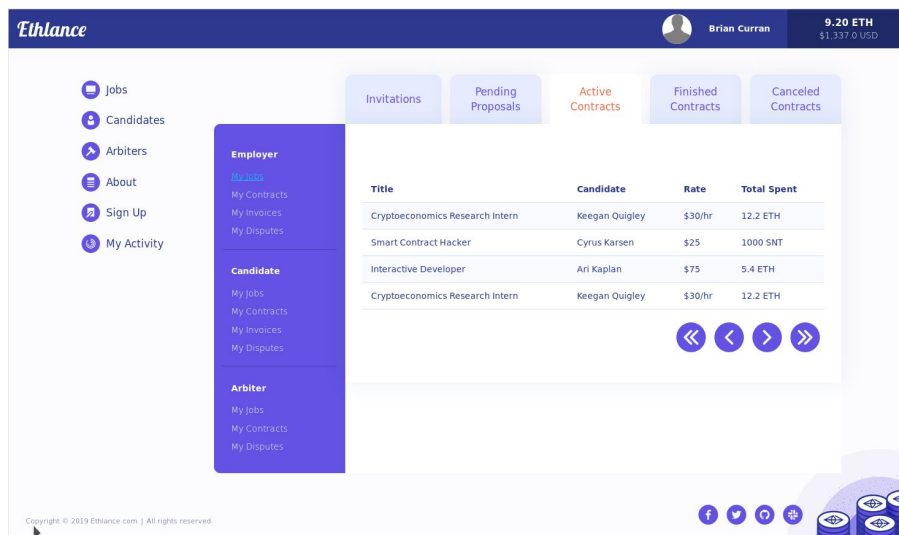 Ethlance
Brian Curran
9.20 ETH
$1,337.0 USD
Jobs
Candidates
Arbiters
About
Sign Up
My Activity
Invitations
Pending
Proposals
Active
Contracts
Finished
Contracts
Canceled
Contracts
Employer
My Jobs
My Contracts
My Invoices
My Disputes
Candidate
My Jobs
My Contracts
My Invoices
My Disputes
Arbiter
My Jobs
My Contracts
My Disputes
Title Candidate Rate Total Spent
Cryptoeconomics Research Intern Keegan Quigley $30/hr 12.2 ETH
Smart Contract Hacker Cyrus Karsen $25 1000 SNT
Interactive Developer Ari Kaplan $75 5.4 ETH
Cryptoeconomics Research Intern Keegan Quigley $30/hr 12.2 ETH
Copyright © 2019 Ethlance.com | All rights reserved.